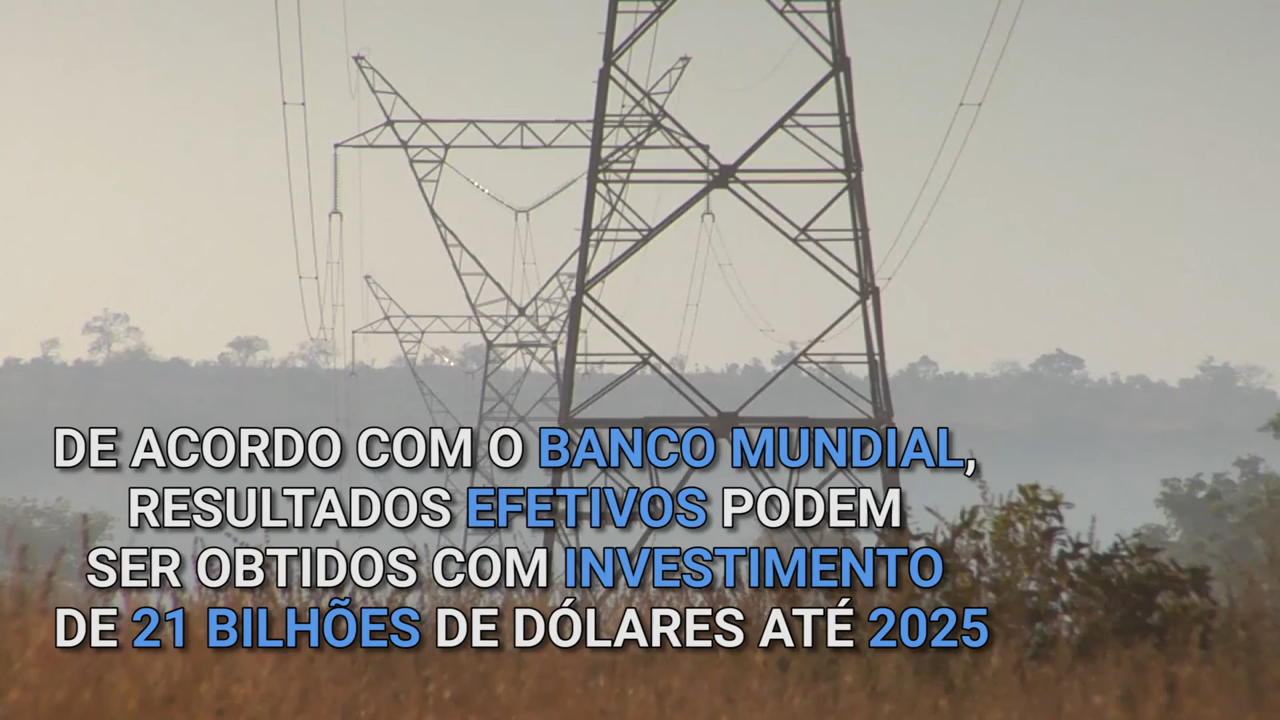 DE ACORDO COM O BANCO MUNDIAL,
RESULTADOS EFETIVOS PODEM
SER OBTIDOS COM INVESTIMENTO
DE 21 BILHÕES DE DÓLARES ATÉ 2025